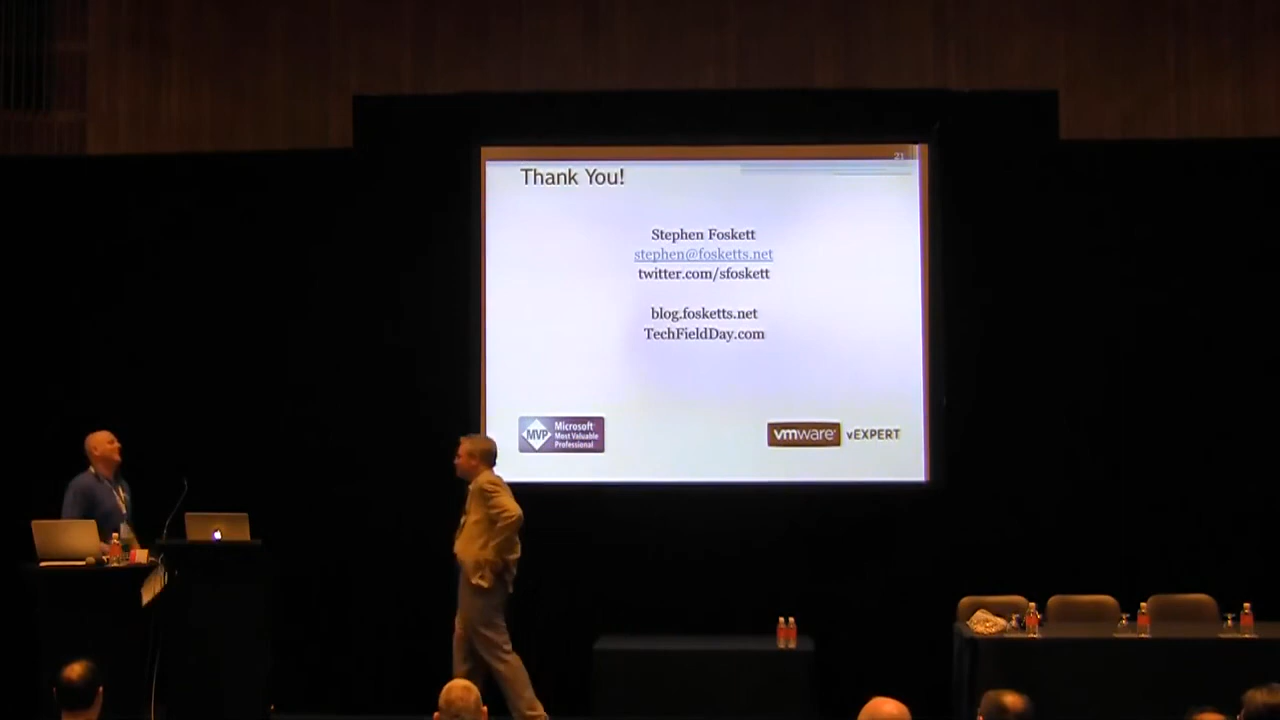 21
Thank You!
Stephen Foskett
stephen@fosketts.net
twitter.com/sfoskett
blog.fosketts.net
TechFieldDay.com
MVP
Microsoft
Most Valuable
Professional
vmware vEXPERT